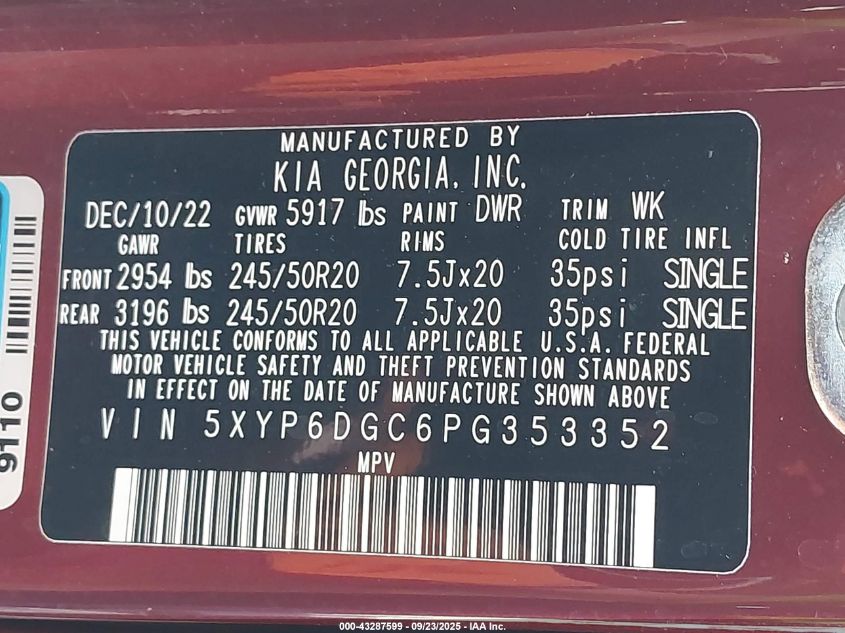 MANUFACTURED BY
KIA GEORGIA, INC.
DEC/10/22 GVWR 5917 lbs PAINT DWR TRIM WK
GAWR TIRES RIMS COLD TIRE INFL
FRONT 2954 lbs 245/50R20 7.5Jx20 35psi SINGLE
REAR 3196 lbs 245/50R20 7.5Jx20 35psi SINGLE
THIS VEHICLE CONFORMS TO ALL APPLICABLE U.S.A. FEDERAL
MOTOR VEHICLE SAFETY AND THEFT PREVENTION STANDARDS
IN EFFECT ON THE DATE OF MANUFACTURE SHOWN ABOVE
VIN 5XYP6DGC6PG353352
MPV
9110
000-43287599 - 09/23/2025 - IAA Inc.